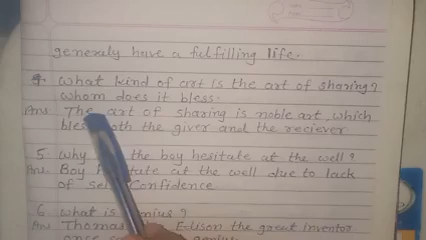 generaly have a fulfilling life.
4 what kind of art is the art of sharing?
whom does it bless.
Ans The art of sharing is noble art, which
both the giver and the reciever
5 why the boy hesitate at the well?
Ans. Boy at the well due to lack
of self Confidence
6 what is
Ans Thomas Edison the great inventor
once